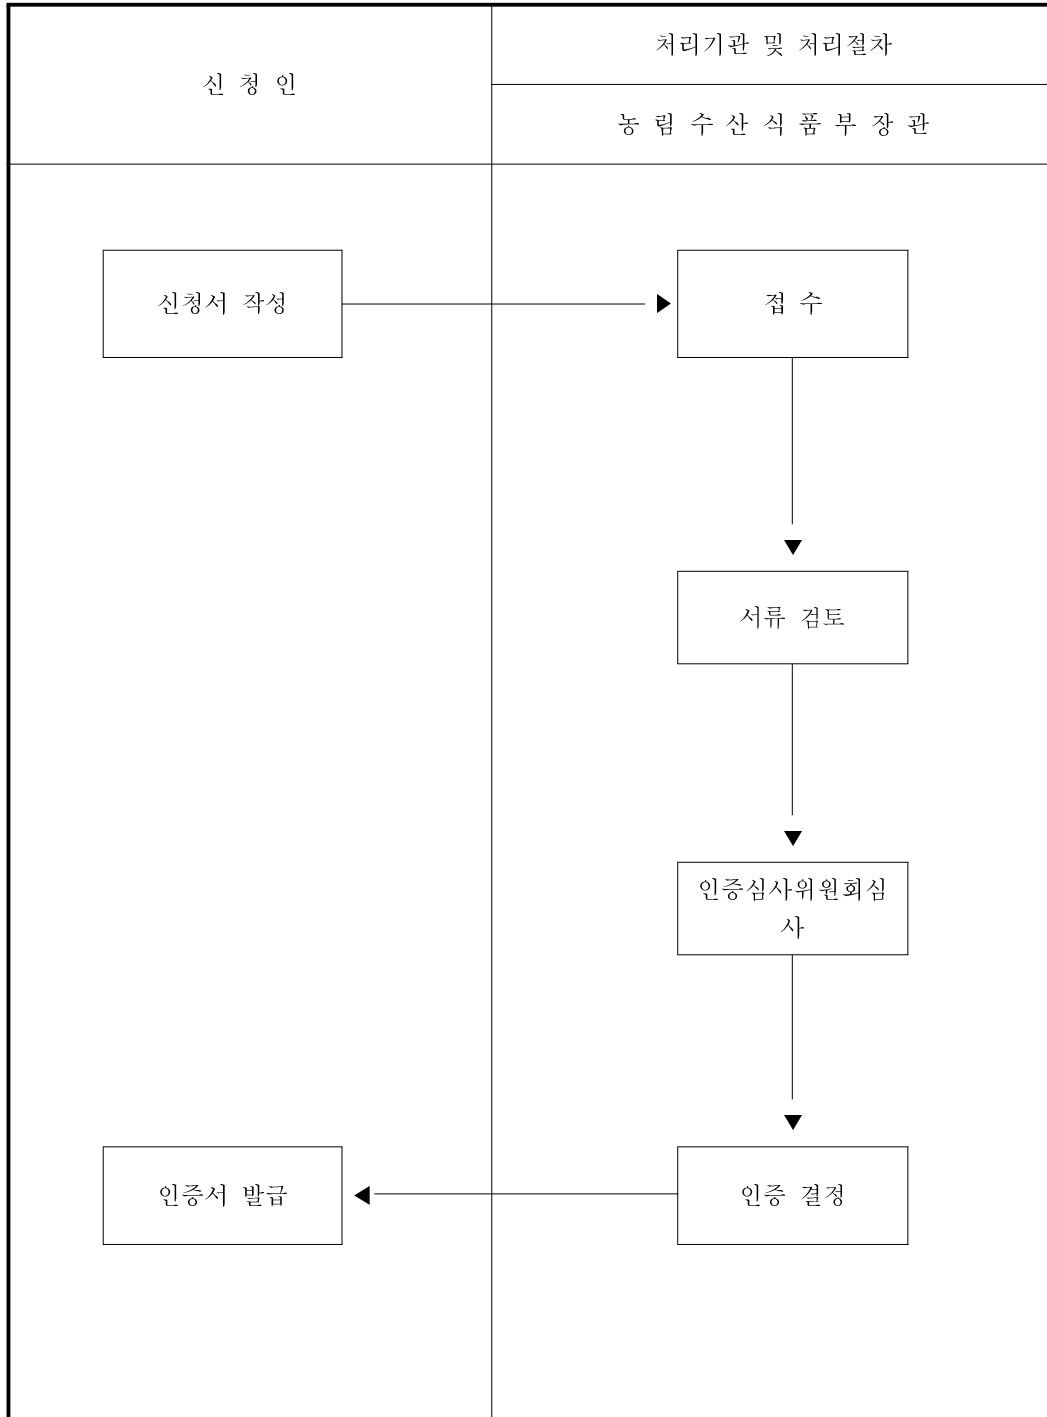 처리기관 및 처리절차
신 청 인
농 림 수 산 식 품 부 장 관
신청서 작성
접 수
서류 검토
인증심사위원회심
사
인증서 발급
인증 결정